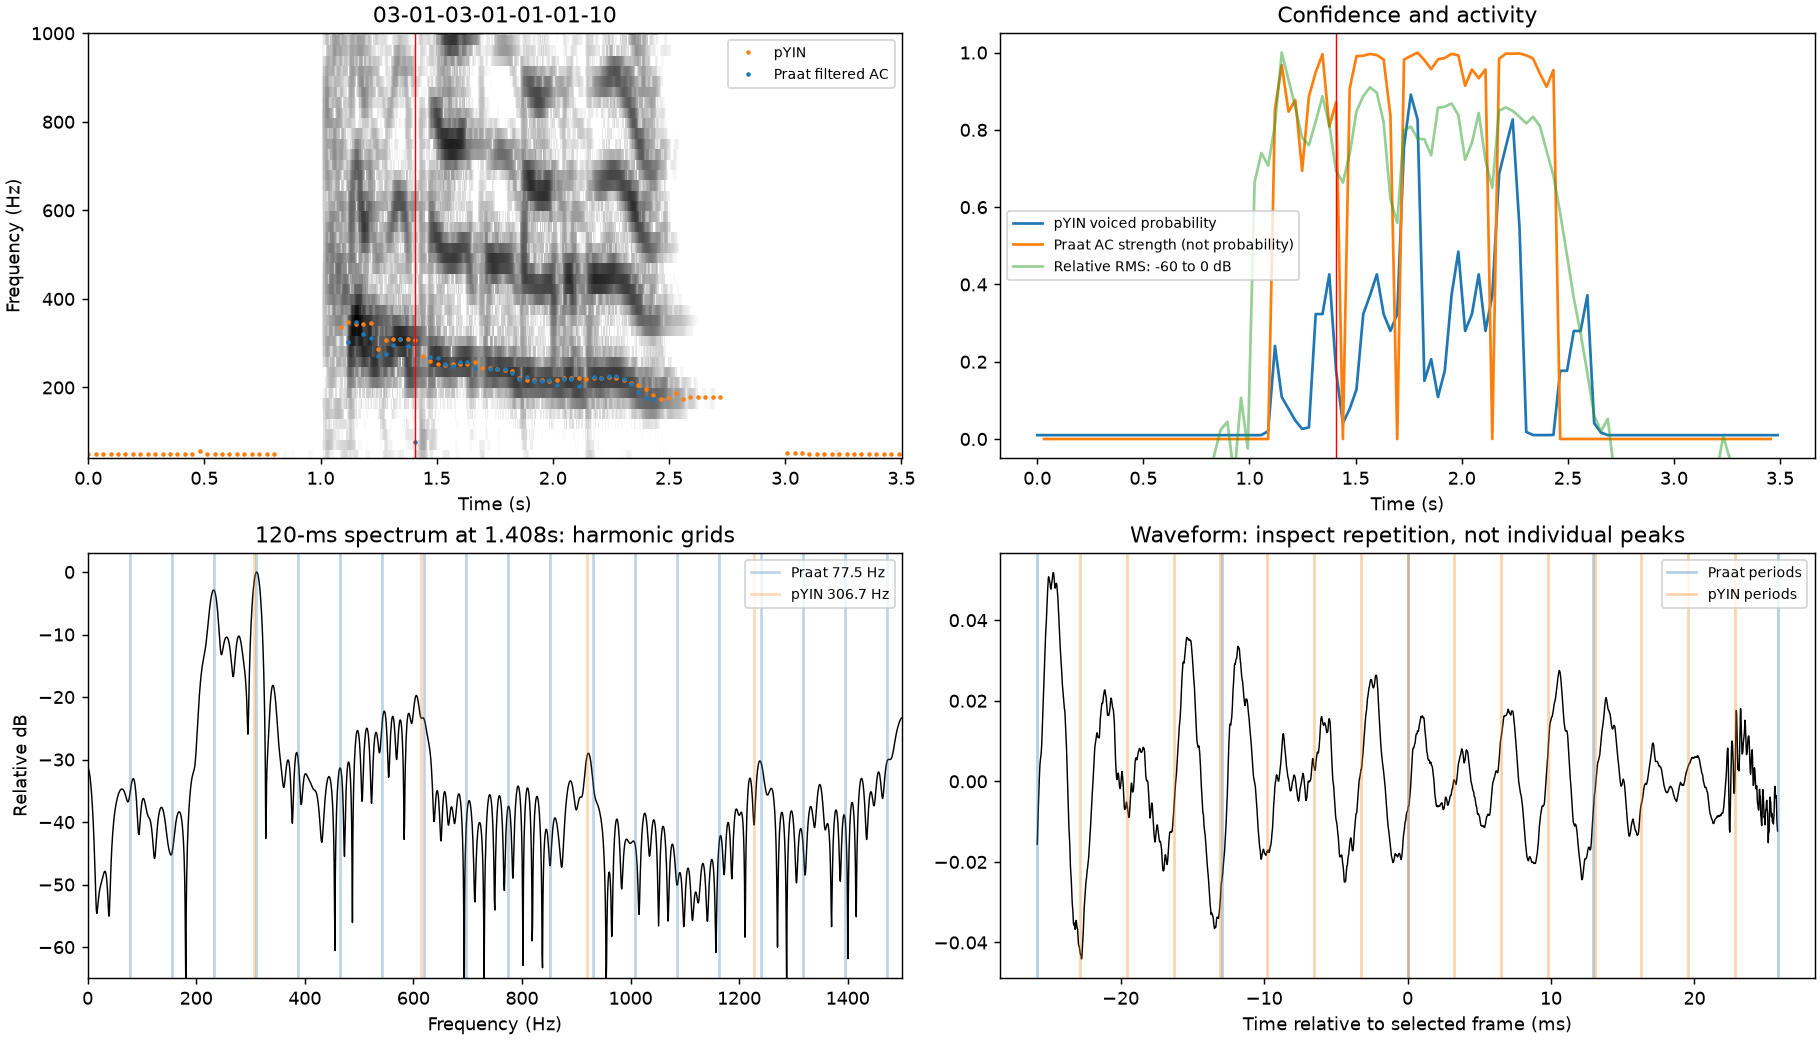 03-01-03-01-01-01-10
1000
800
600
400
200
Frequency (Hz)
0.0 0.5 1.0 1.5 2.0 2.5 3.0 3.5
Time (s)
pYIN
Praat filtered AC
Confidence and activity
1.0
0.8
0.6
0.4
0.2
0.0
pYIN voiced probability
Praat AC strength (not probability)
Relative RMS: -60 to 0 dB
0.0 0.5 1.0 1.5 2.0 2.5 3.0 3.5
Time (s)
120-ms spectrum at 1.408s: harmonic grids
0
−10
−20
−30
−40
−50
−60
Relative dB
Praat 77.5 Hz
pYIN 306.7 Hz
0 200 400 600 800 1000 1200 1400
Frequency (Hz)
Waveform: inspect repetition, not individual peaks
0.04
0.02
0.00
−0.02
−0.04
Praat periods
pYIN periods
−20 −10 0 10 20
Time relative to selected frame (ms)